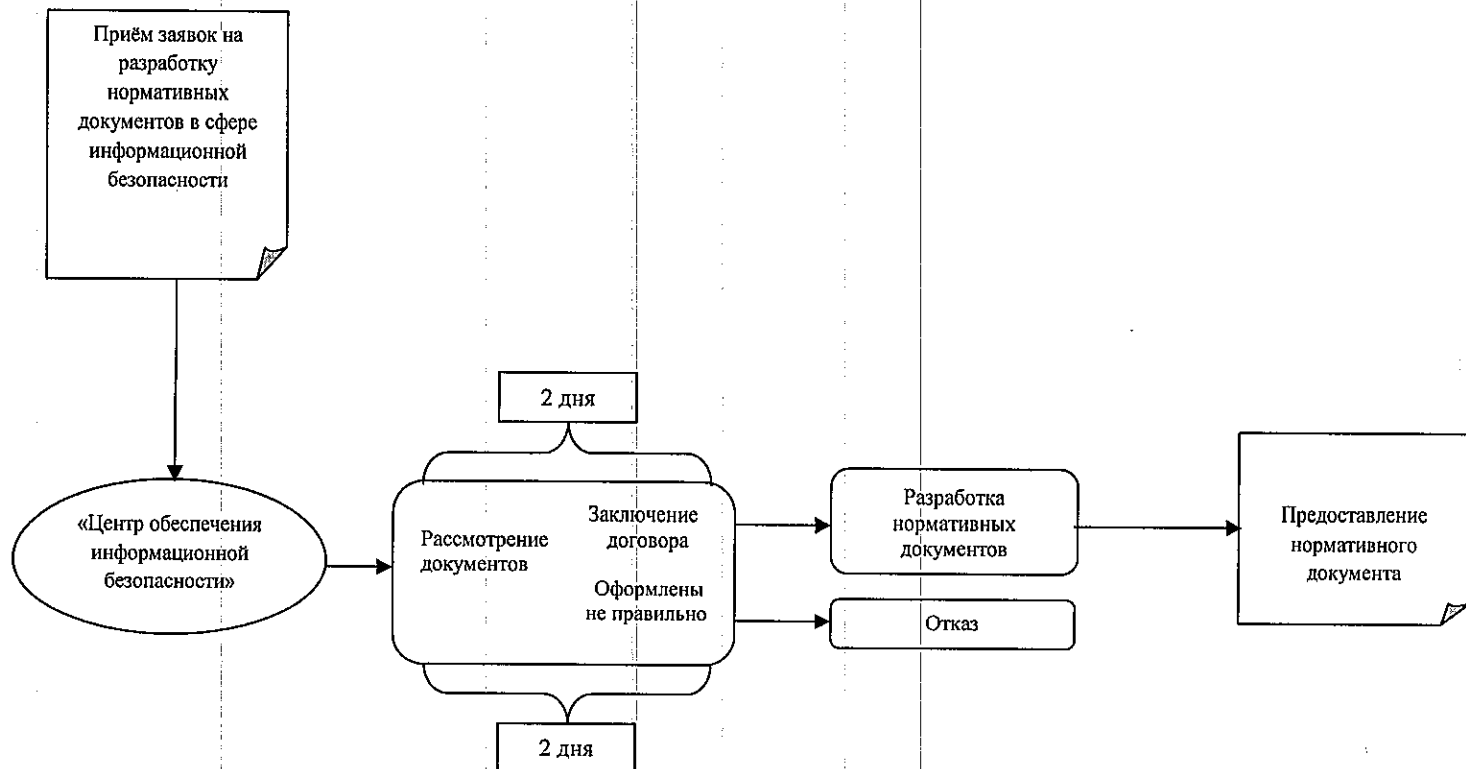 Приём заявок на
разработку
нормативных
документов в сфере
информационной
безопасности
2 дня
«Центр обеспечения
информационной
безопасности»
Рассмотрение
документов
Заключение
договора
Оформлены
не правильно
Разработка
нормативных
документов
Отказ
Предоставление
нормативного
документа
2 дня